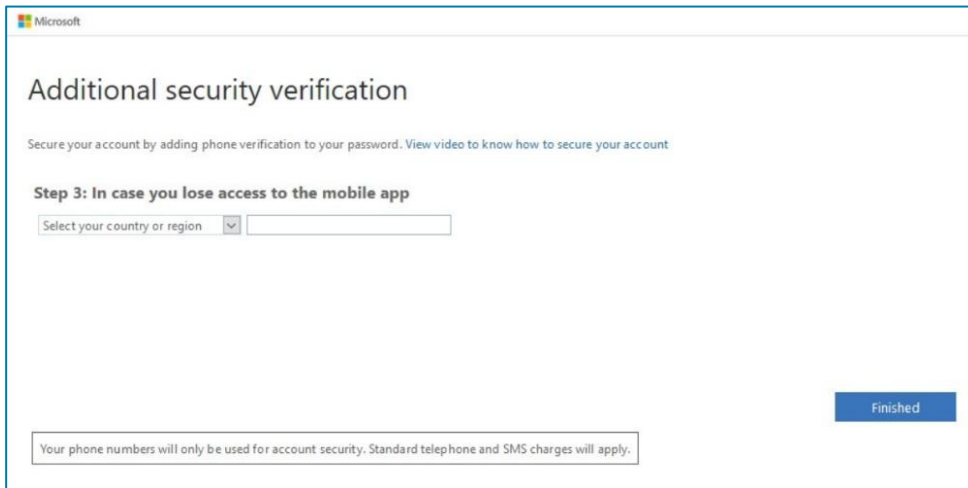 Microsoft
Additional security verification
Secure your account by adding phone verification to your password. View video to know how to secure your account
Step 3: In case you lose access to the mobile app
Select your country or region
Finished
Your phone numbers will only be used for account security. Standard telephone and SMS charges will apply.